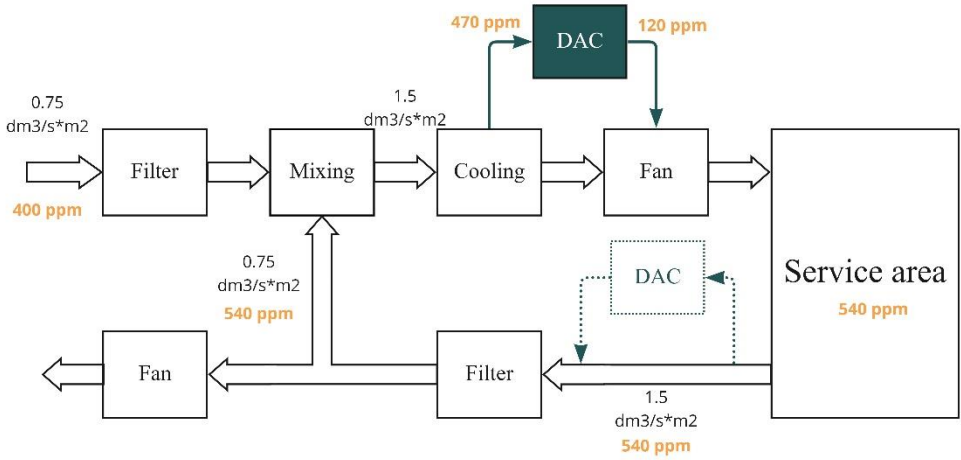 470 ppm
DAC
120 ppm
0.75
dm3/s*m2
1.5
dm3/s*m2
Filter
Mixing
Cooling
Fan
400 ppm
0.75
dm3/s*m2
540 ppm
DAC
Service area
540 ppm
Fan
Filter
1.5
dm3/s*m2
540 ppm